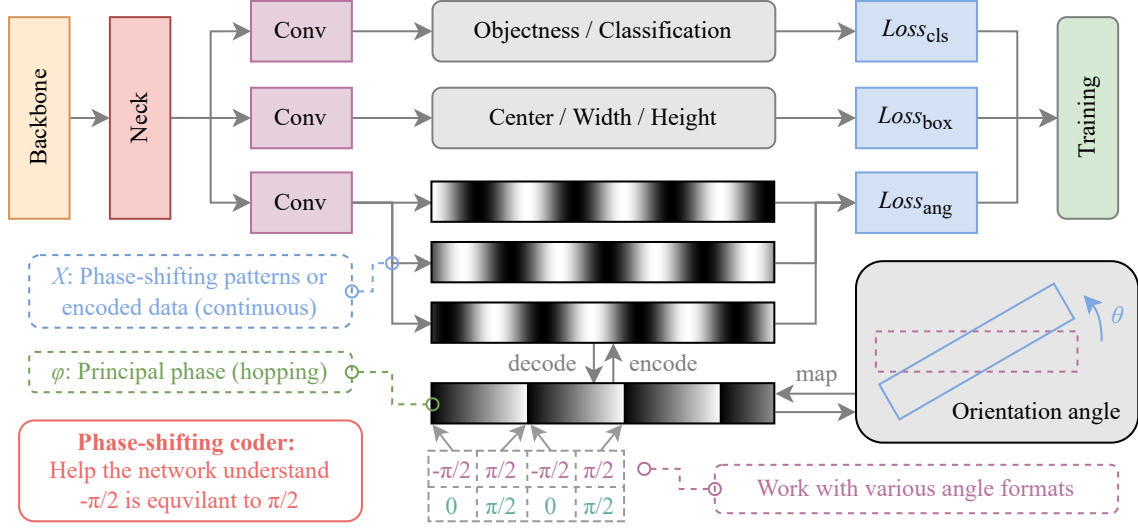 Backbone
Neck
Conv
Objectness / Classification
Loss_cls
Conv
Center / Width / Height
Loss_box
Conv
Loss_ang
Training
X: Phase-shifting patterns or
encoded data (continuous)
decode
encode
φ: Principal phase (hopping)
map
θ
Orientation angle
Phase-shifting coder:
Help the network understand
-π/2 is equvilant to π/2
-π/2 π/2 -π/2 π/2
0 π/2 0 π/2
Work with various angle formats